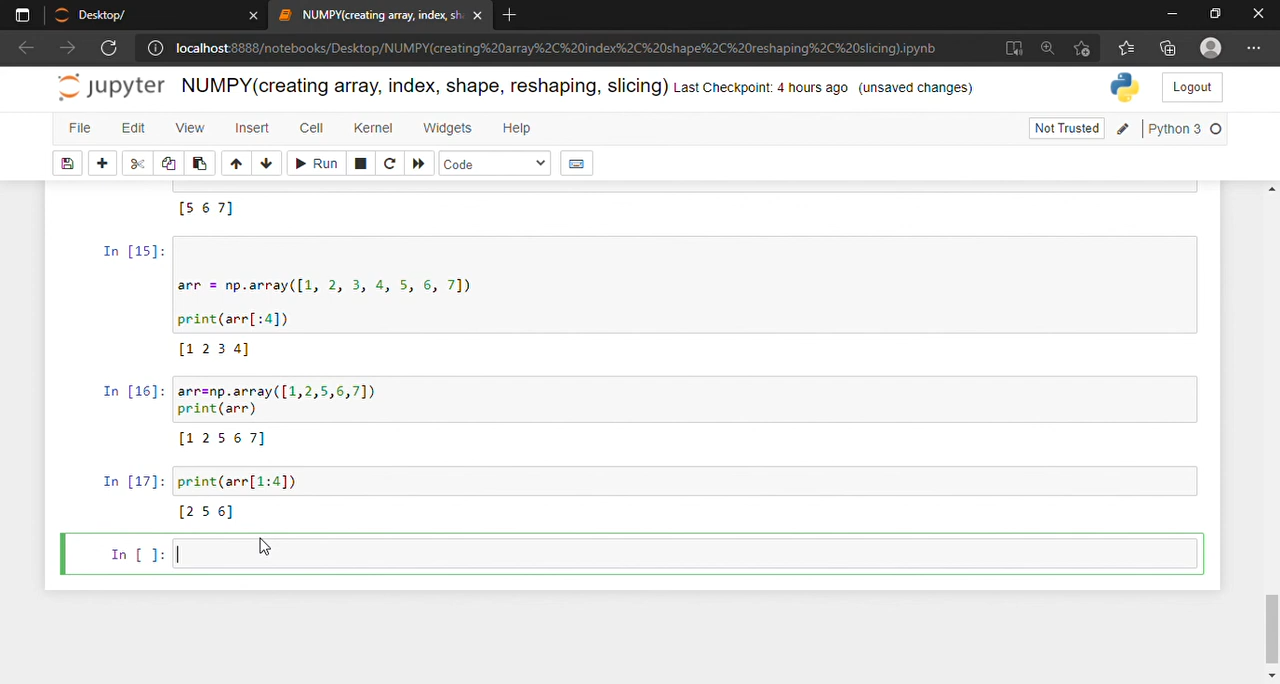 Desktop/
NUMPY(creating array, index, sh
localhost:8888/notebooks/Desktop/NUMPY(creating%20array%2C%20index%2C%20shape%2C%20reshaping%2C%20slicing).ipynb
jupyter NUMPY(creating array, index, shape, reshaping, slicing) Last Checkpoint: 4 hours ago (unsaved changes)
Logout
File Edit View Insert Cell Kernel Widgets Help
Not Trusted
Python 3
Run
Code
[5 6 7]
In [15]:
arr = np.array([1, 2, 3, 4, 5, 6, 7])
print(arr[:4])
[1 2 3 4]
In [16]: arr=np.array([1,2,5,6,7])
print(arr)
[1 2 5 6 7]
In [17]: print(arr[1:4])
[2 5 6]
In [ ]: